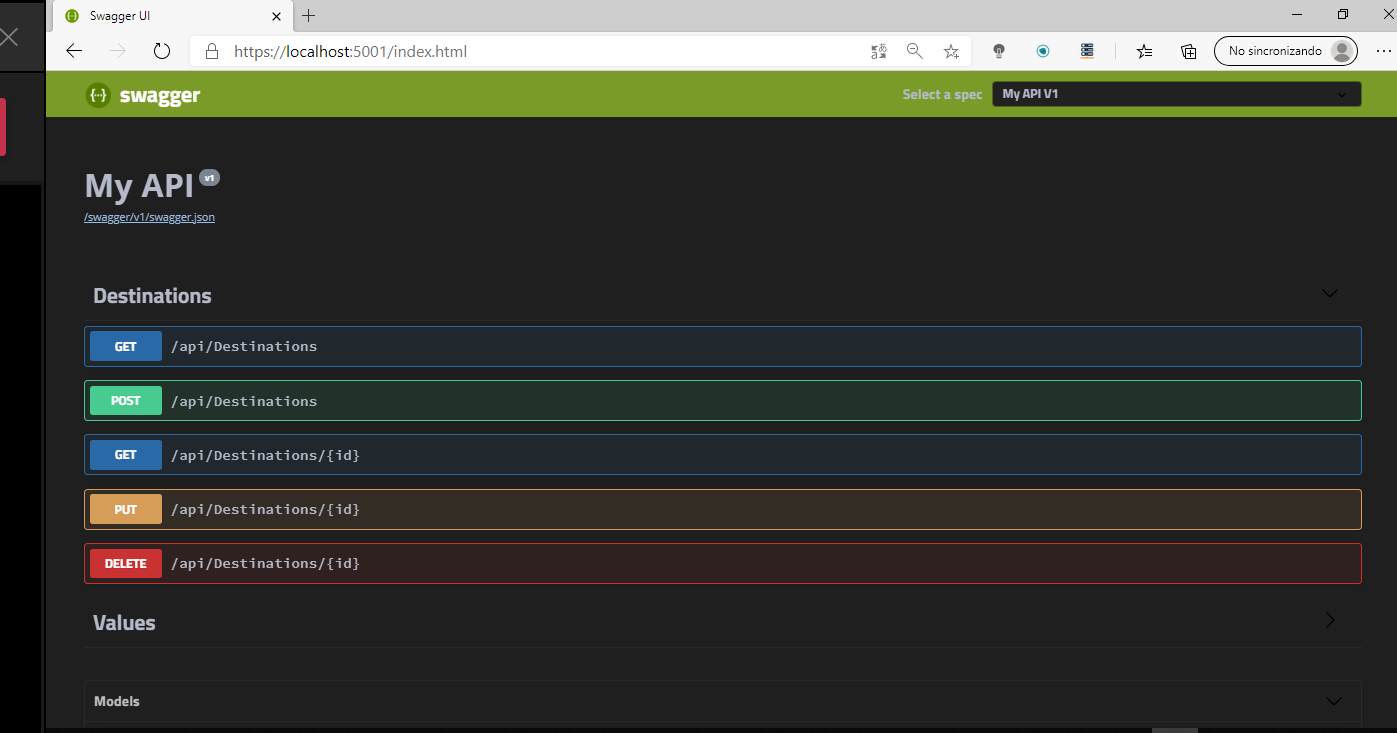 Swagger UI
https://localhost:5001/index.html
No sincronizando
swagger
Select a spec
My API V1
My API v1
/swagger/v1/swagger.json
Destinations
GET /api/Destinations
POST /api/Destinations
GET /api/Destinations/{id}
PUT /api/Destinations/{id}
DELETE /api/Destinations/{id}
Values
Models